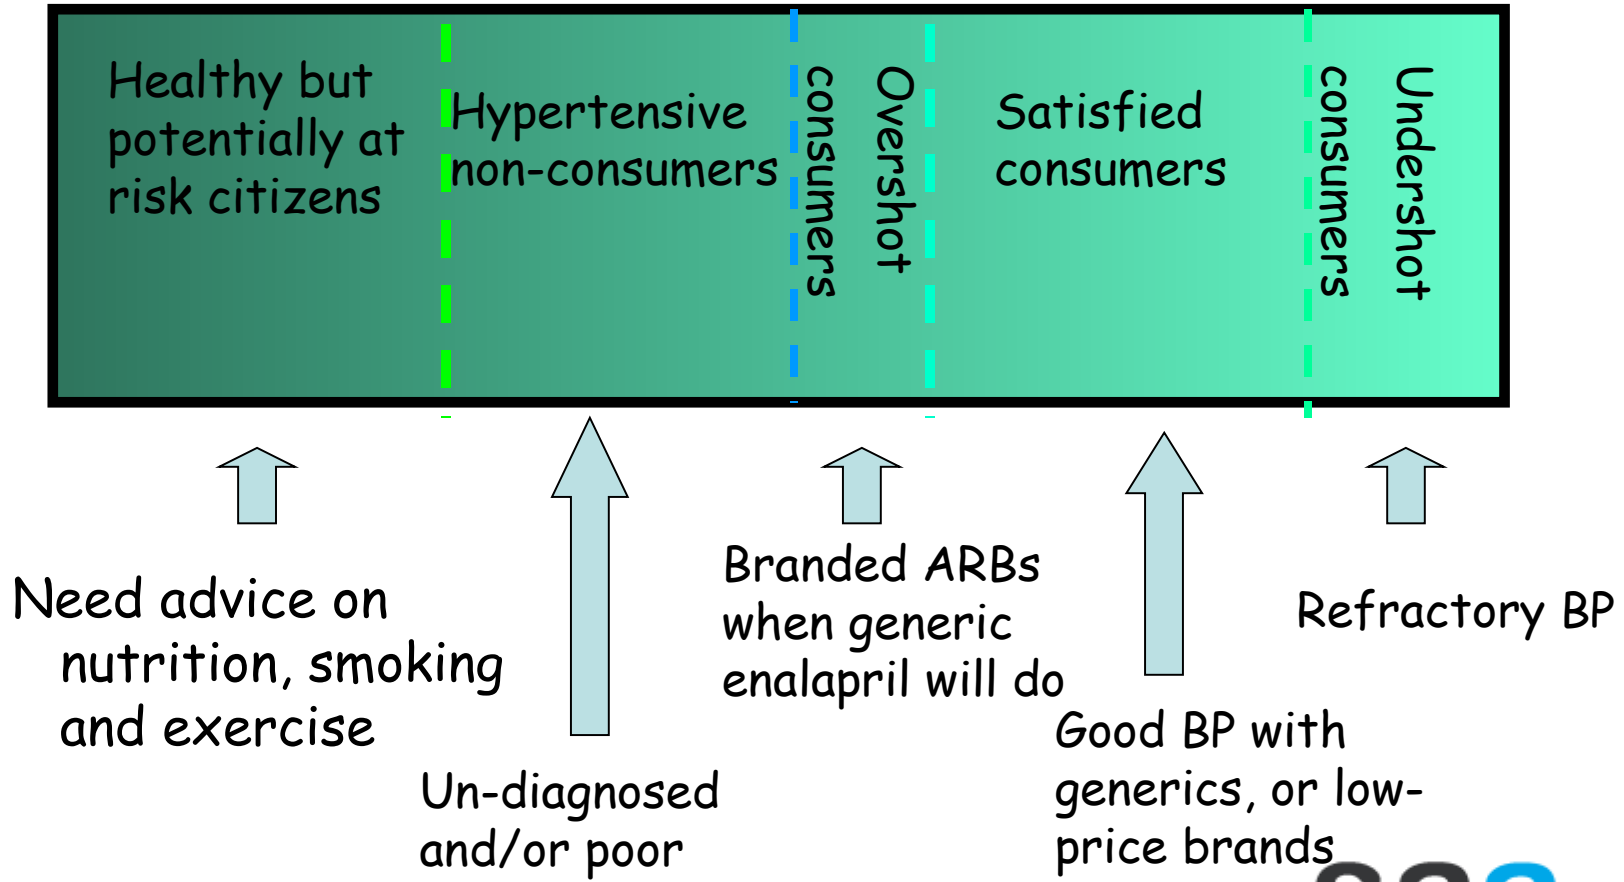 Healthy but
potentially at
risk citizens
Hypertensive
non-consumers
Overshot
consumers
Satisfied
consumers
Undershot
consumers
Need advice on
nutrition, smoking
and exercise
Un-diagnosed
and/or poor
Branded ARBs
when generic
enalapril will do
Good BP with
generics, or low-
price brands
Refractory BP